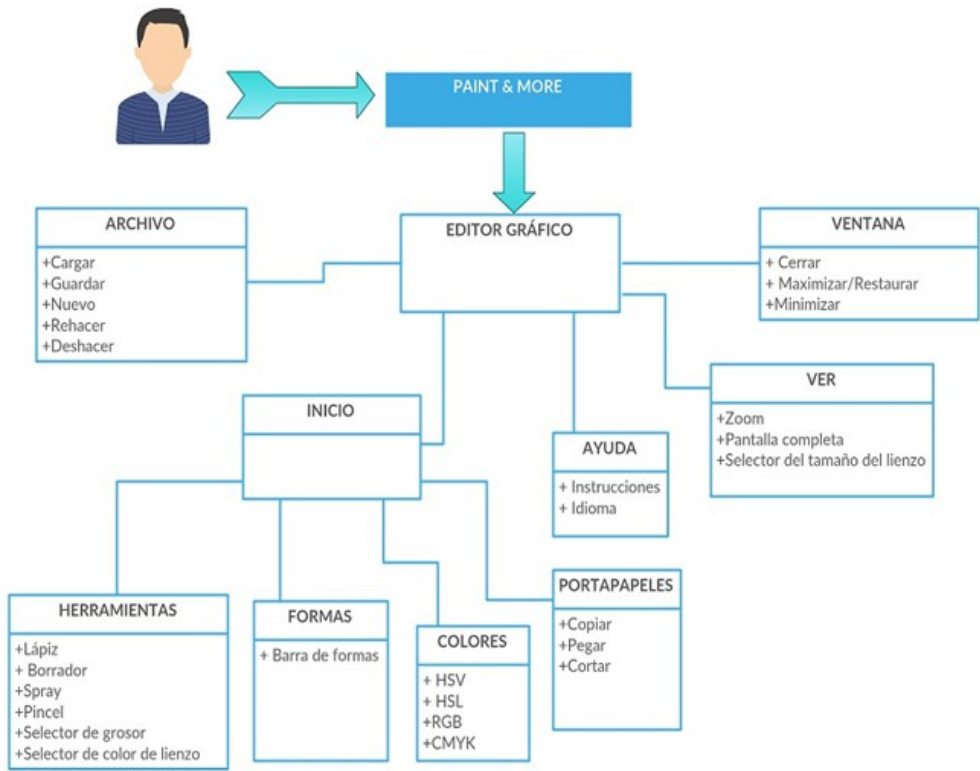 PAINT & MORE
EDITOR GRÁFICO
ARCHIVO
+Cargar
+Guardar
+Nuevo
+Rehacer
+Deshacer
VENTANA
+ Cerrar
+ Maximizar/Restaurar
+Minimizar
VER
+Zoom
+Pantalla completa
+Selector del tamaño del lienzo
INICIO
AYUDA
+ Instrucciones
+ Idioma
HERRAMIENTAS
+Lápiz
+ Borrador
+Spray
+Pincel
+Selector de grosor
+Selector de color de lienzo
FORMAS
+ Barra de formas
COLORES
+ HSV
+ HSL
+RGB
+CMYK
PORTAPAPELES
+Copiar
+Pegar
+Cortar